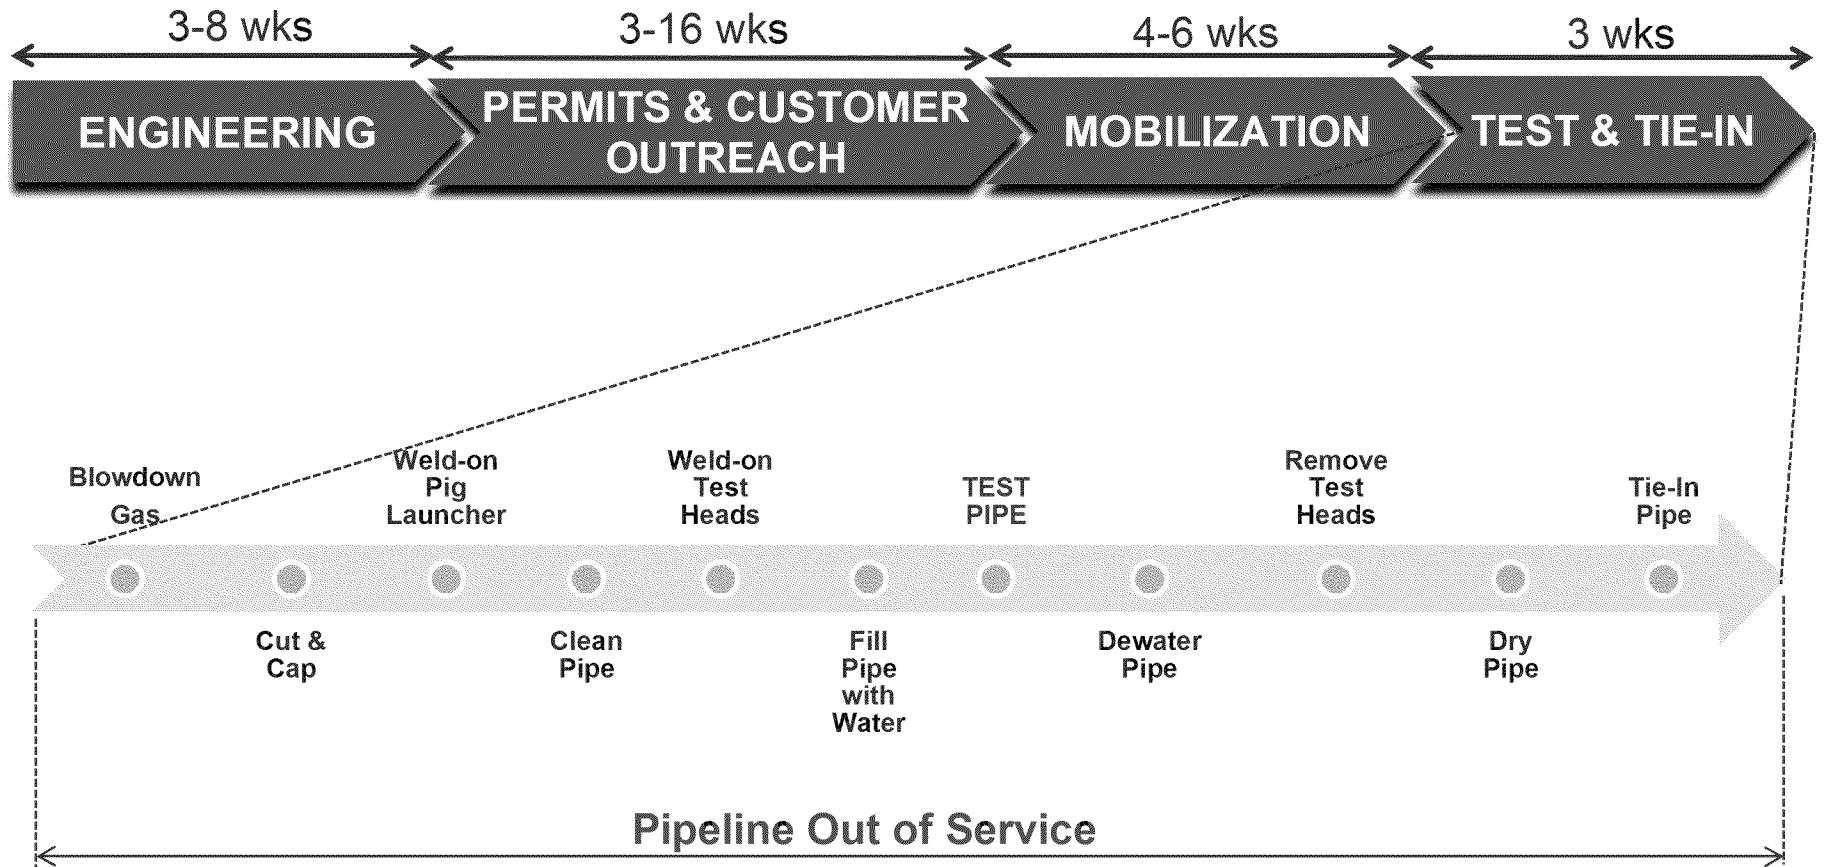 3-8 wks
3-16 wks
4-6 wks
3 wks
ENGINEERING
PERMITS & CUSTOMER
OUTREACH
MOBILIZATION
TEST & TIE-IN
Blowdown
Gas
Cut &
Cap
Weld-on
Pig
Launcher
Clean
Pipe
Weld-on
Test
Heads
Fill
Pipe
with
Water
TEST
PIPE
Dewater
Pipe
Remove
Test
Heads
Dry
Pipe
Tie-In
Pipe
Pipeline Out of Service